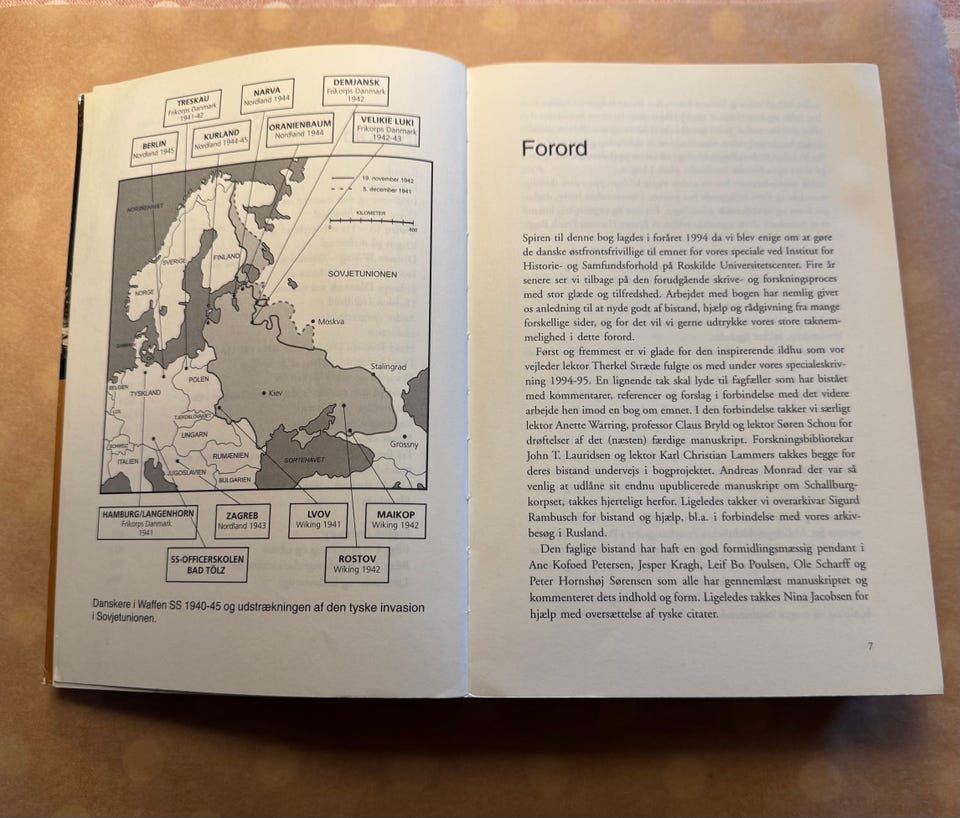 DEMJANSK
Frikorps Danmark
1942
NARVA
Nordland 1944
TRESKAU
Frikorps Danmark
1941-42
VELIKIE LUKI
Frikorps Danmark
1942-43
ORANIENBAUM
Nordland 1944
KURLAND
Nordland 1944-45
BERLIN
Nordland 1945
19. november 1942
5. december 1941
KILOMETER
0 800
NORSKEHAVET
SVERIGE
FINLAND
NORGE
SOVJETUNIONEN
Moskva
DANMARK
Stalingrad
BELGIEN
TYSKLAND
POLEN
Kiev
LUX.
TJEKKOSLOVAKIET
SCHWEIZ
UNGARN
Grossny
ITALIEN
RUMÆNIEN
SORTEHAVET
JUGOSLAVIEN
BULGARIEN
HAMBURG/LANGENHORN
Frikorps Danmark
1941
ZAGREB
Nordland 1943
LVOV
Wiking 1941
MAIKOP
Wiking 1942
SS-OFFICERSKOLEN
BAD TÖLZ
ROSTOV
Wiking 1942
Danskere i Waffen SS 1940-45 og udstrækningen af den tyske invasion
i Sovjetunionen.
Forord
Spiren til denne bog lagdes i foråret 1994 da vi blev enige om at gøre
de danske østfrontsfrivillige til emnet for vores speciale ved Institut for
Historie- og Samfundsforhold på Roskilde Universitetscenter. Fire år
senere ser vi tilbage på den forudgående skrive- og forskningsproces
med stor glæde og tilfredshed. Arbejdet med bogen har nemlig givet
os anledning til at nyde godt af bistand, hjælp og rådgivning fra mange
forskellige sider, og for det vil vi gerne udtrykke vores store taknem-
melighed i dette forord.
Først og fremmest er vi glade for den inspirerende ildhu som vor
vejleder lektor Therkel Stræde fulgte os med under vores specialeskriv-
ning 1994-95. En lignende tak skal lyde til fagfæller som har bistået
med kommentarer, referencer og forslag i forbindelse med det videre
arbejde hen imod en bog om emnet. I den forbindelse takker vi særligt
lektor Anette Warring, professor Claus Bryld og lektor Søren Schou for
drøftelser af det (næsten) færdige manuskript. Forskningsbibliotekar
John T. Lauridsen og lektor Karl Christian Lammers takkes begge for
deres bistand undervejs i bogprojektet. Andreas Monrad der var så
venlig at udlåne sit endnu upublicerede manuskript om Schallburg-
korpset, takkes hjerteligt herfor. Ligeledes takker vi overarkivar Sigurd
Rambusch for bistand og hjælp, bl.a. i forbindelse med vores arkiv-
besøg i Rusland.
Den faglige bistand har haft en god formidlingsmæssig pendant i
Ane Kofoed Petersen, Jesper Kragh, Leif Bo Poulsen, Ole Scharff og
Peter Hornshøj Sørensen som alle har gennemlæst manuskriptet og
kommenteret dets indhold og form. Ligeledes takkes Nina Jacobsen for
hjælp med oversættelse af tyske citater.
7